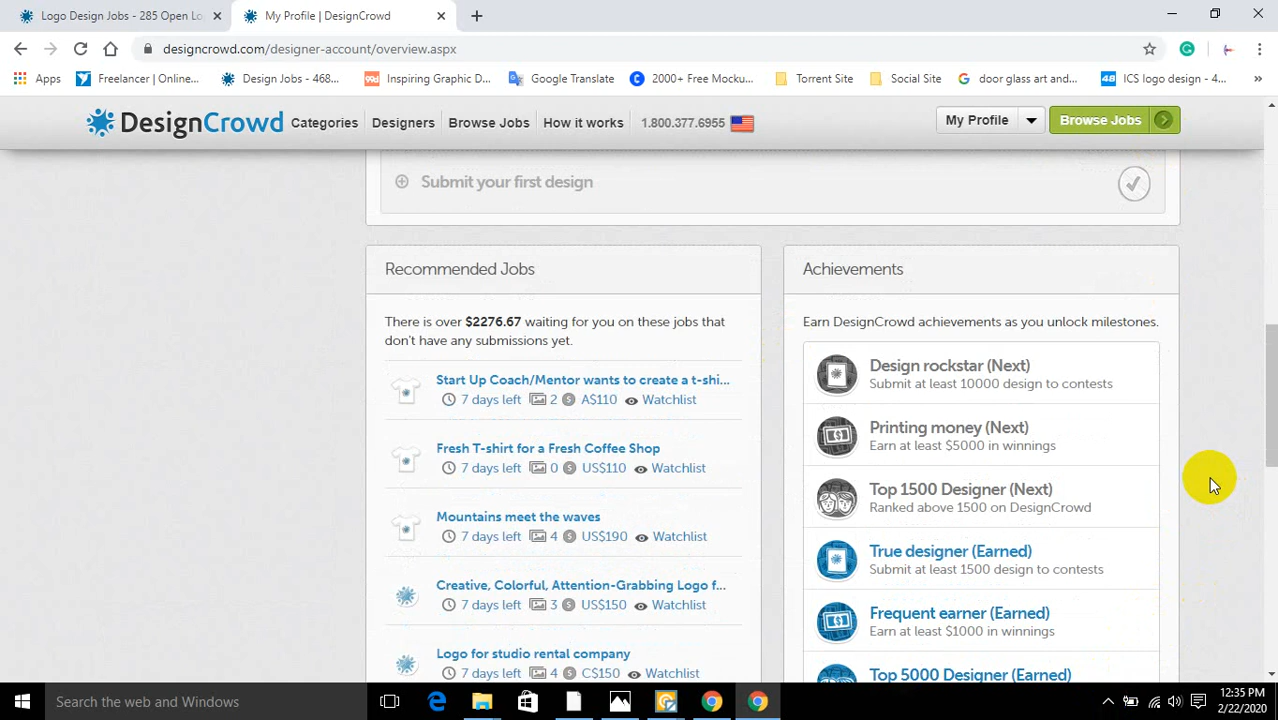 Logo Design Jobs - 285 Open Lo
My Profile | DesignCrowd
designcrowd.com/designer-account/overview.aspx
Apps
Freelancer | Online...
Design Jobs - 468...
99d
Inspiring Graphic D...
Google Translate
2000+ Free Mocku...
Torrent Site
Social Site
door glass art and...
48
ICS logo design - 4...
»
DesignCrowd
Categories
Designers
Browse Jobs
How it works
1.800.377.6955
My Profile
Browse Jobs
Submit your first design
Recommended Jobs
There is over $2276.67 waiting for you on these jobs that
don't have any submissions yet.
Start Up Coach/Mentor wants to create a t-shi...
7 days left 2 A$110 Watchlist
Fresh T-shirt for a Fresh Coffee Shop
7 days left 0 US$110 Watchlist
Mountains meet the waves
7 days left 4 US$190 Watchlist
Creative, Colorful, Attention-Grabbing Logo f...
7 days left 3 US$150 Watchlist
Logo for studio rental company
7 days left 4 C$150 Watchlist
Achievements
Earn DesignCrowd achievements as you unlock milestones.
Design rockstar (Next)
Submit at least 10000 design to contests
Printing money (Next)
Earn at least $5000 in winnings
Top 1500 Designer (Next)
Ranked above 1500 on DesignCrowd
True designer (Earned)
Submit at least 1500 design to contests
Frequent earner (Earned)
Earn at least $1000 in winnings
Top 5000 Designer (Earned)
Search the web and Windows
12:35 PM
2/22/2020